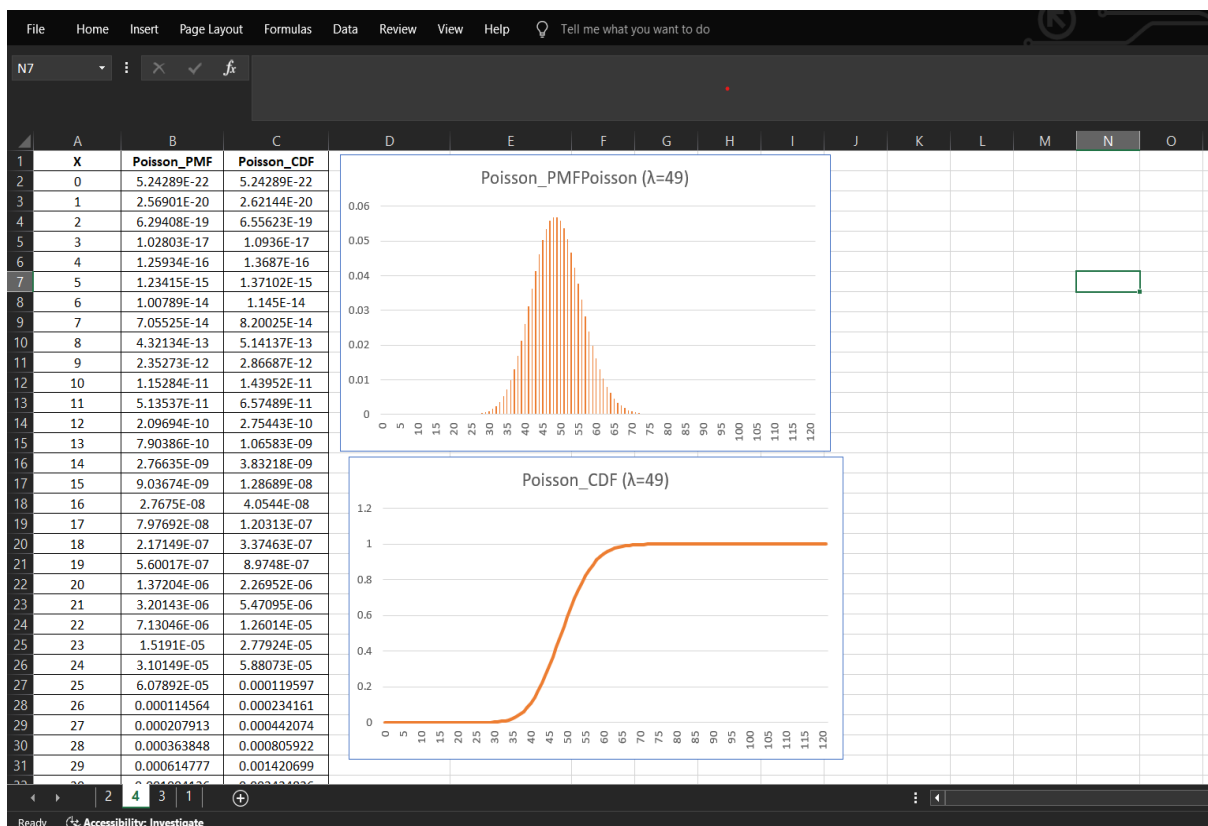 File Home Insert Page Layout Formulas Data Review View Help Tell me what you want to do
N7 fx
A B C D E F G H I J K L M N O
1 X Poisson_PMF Poisson_CDF
2 0 5.24289E-22 5.24289E-22
3 1 2.56901E-20 2.62144E-20
4 2 6.29408E-19 6.55623E-19
5 3 1.02803E-17 1.0936E-17
6 4 1.25934E-16 1.3687E-16
7 5 1.23415E-15 1.37102E-15
8 6 1.00789E-14 1.145E-14
9 7 7.05525E-14 8.20025E-14
10 8 4.32134E-13 5.14137E-13
11 9 2.35273E-12 2.86687E-12
12 10 1.15284E-11 1.43952E-11
13 11 5.13537E-11 6.57489E-11
14 12 2.09694E-10 2.75443E-10
15 13 7.90386E-10 1.06583E-09
16 14 2.76635E-09 3.83218E-09
17 15 9.03674E-09 1.28689E-08
18 16 2.7675E-08 4.0544E-08
19 17 7.97692E-08 1.20313E-07
20 18 2.17149E-07 3.37463E-07
21 19 5.60017E-07 8.9748E-07
22 20 1.37204E-06 2.26952E-06
23 21 3.20143E-06 5.47095E-06
24 22 7.13046E-06 1.26014E-05
25 23 1.5191E-05 2.77924E-05
26 24 3.10149E-05 5.88073E-05
27 25 6.07892E-05 0.000119597
28 26 0.000114564 0.000234161
29 27 0.000207913 0.000442074
30 28 0.000363848 0.000805922
31 29 0.000614777 0.001420699
Poisson_PMFPoisson (λ=49)
0.06
0.05
0.04
0.03
0.02
0.01
0
0 5 10 15 20 25 30 35 40 45 50 55 60 65 70 75 80 85 90 95 100 105 110 115 120
Poisson_CDF (λ=49)
1.2
1
0.8
0.6
0.4
0.2
0
0 5 10 15 20 25 30 35 40 45 50 55 60 65 70 75 80 85 90 95 100 105 110 115 120
2 4 3 1
Ready Accessibility: Investigate